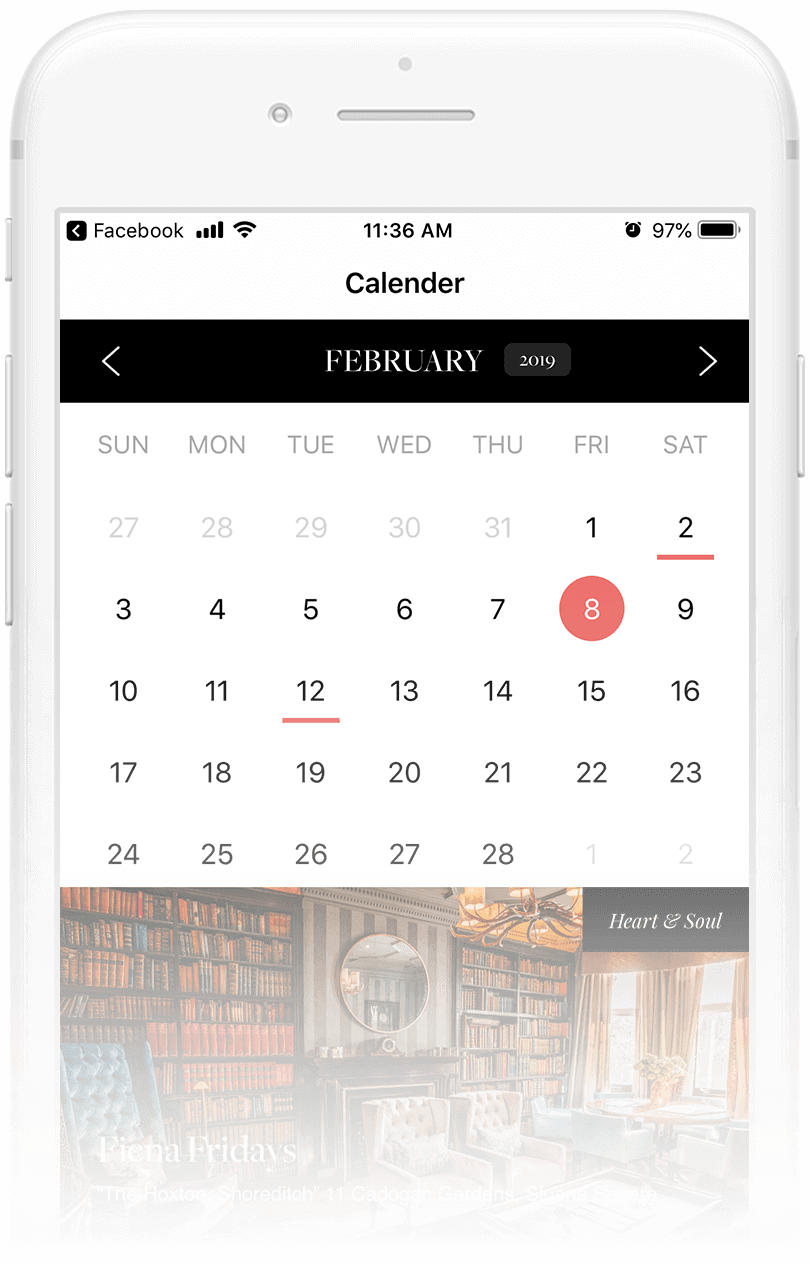 Facebook 11:36 AM 97%
Calender
FEBRUARY 2019
SUN MON TUE WED THU FRI SAT
27 28 29 30 31 1 2
3 4 5 6 7 8 9
10 11 12 13 14 15 16
17 18 19 20 21 22 23
24 25 26 27 28 1 2
Heart & Soul
Fiena Fridays
"The Hoxton, Shoreditch" 11 Cadogan Gardens, Sloane Square